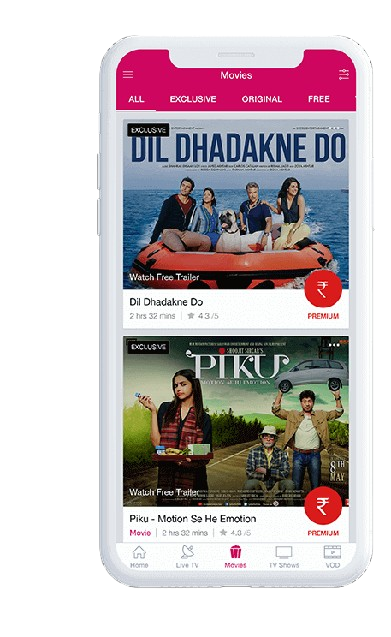 Movies
ALL EXCLUSIVE ORIGINAL FREE
EXCLUSIVE
DIL DHADAKNE DO
Watch Free Trailer
₹
Dil Dhadakne Do
2 hrs 32 mins | ★ 4.3 /5
PREMIUM
EXCLUSIVE
SHOOJIT SIRCAR'S
PIKU
MOTION SE HI EMOTION
8TH
MAY
Watch Free Trailer
₹
Piku - Motion Se He Emotion
Movie | 2 hrs 32 mins | ★ 4.6 /5
PREMIUM
Home Live TV Movies TV Shows VOD